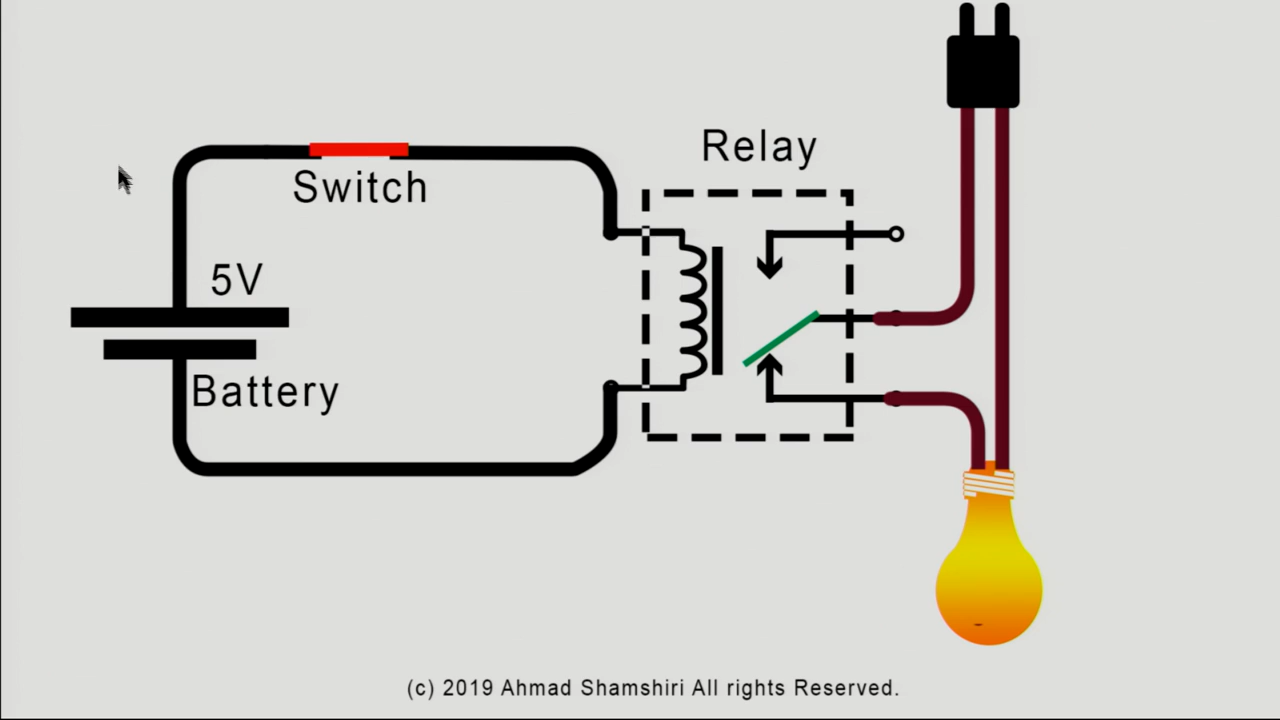 Relay
Switch
5V
Battery
(c) 2019 Ahmad Shamshiri All rights Reserved.